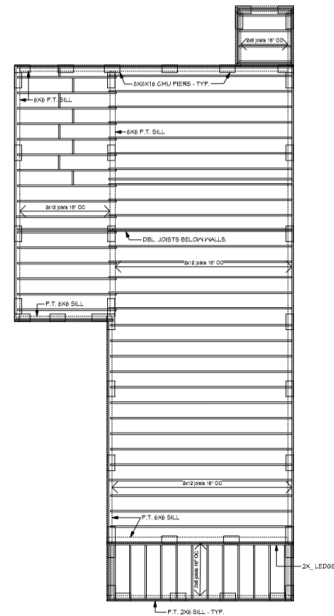 2x8 joists 16" OC
8X8X16 CMU PIERS - TYP.
6X6 P.T. SILL
6X6 P.T. SILL
2x12 joists 16" OC
DBL. JOISTS BELOW WALLS.
2x12 joists 16" OC
P.T. 6X6 SILL
2x12 joists 16" OC
P.T. 6X6 SILL
2x8 joists 16" OC
2X_ LEDGE
P.T. 2X6 SILL - TYP.